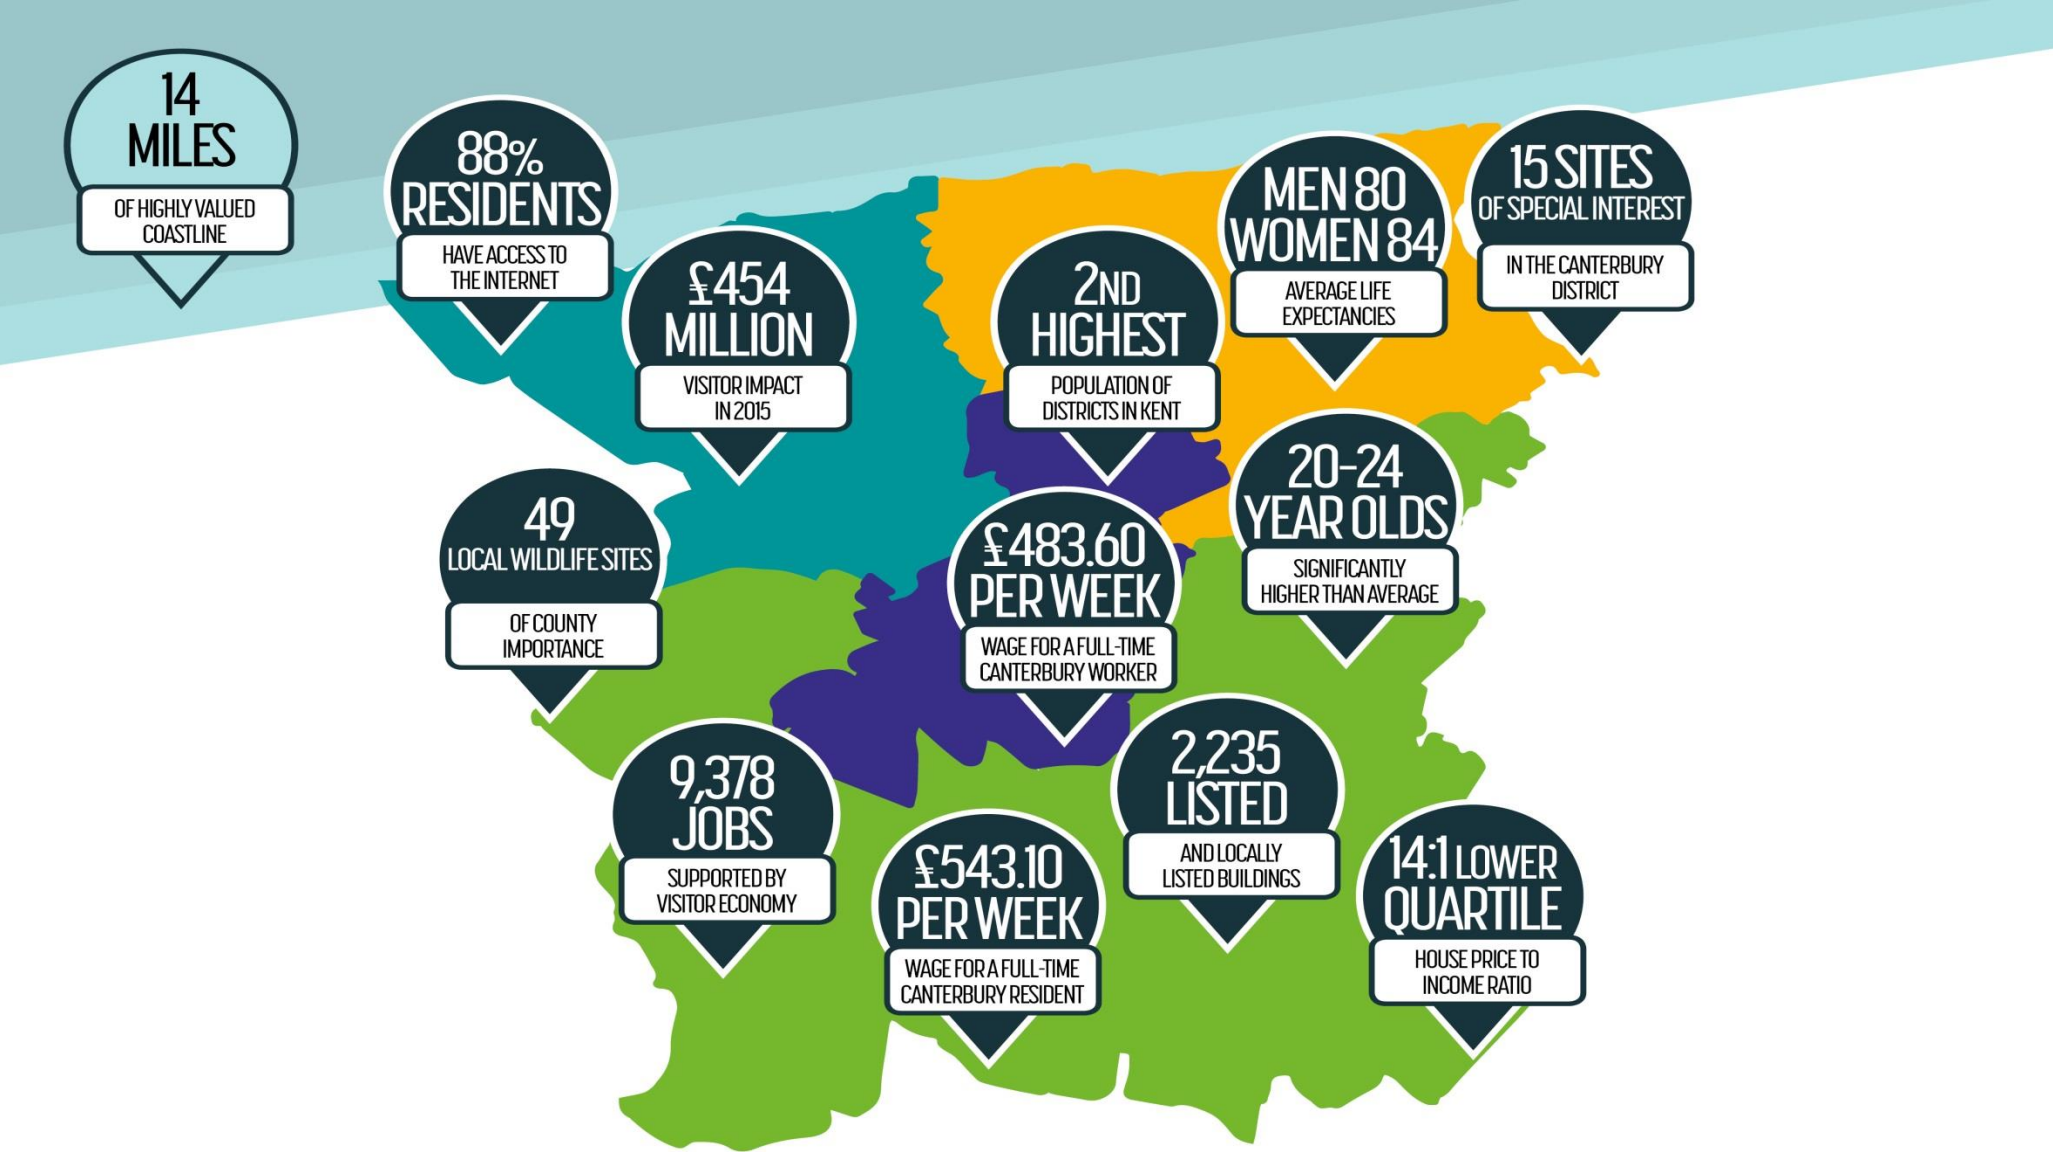 14
MILES
OF HIGHLY VALUED
COASTLINE
88%
RESIDENTS
HAVE ACCESS TO
THE INTERNET
£454
MILLION
VISITOR IMPACT
IN 2015
2ND
HIGHEST
POPULATION OF
DISTRICTS IN KENT
MEN 80
WOMEN 84
AVERAGE LIFE
EXPECTANCIES
15 SITES
OF SPECIAL INTEREST
IN THE CANTERBURY
DISTRICT
49
LOCAL WILDLIFE SITES
OF COUNTY
IMPORTANCE
£483.60
PER WEEK
WAGE FOR A FULL-TIME
CANTERBURY WORKER
20-24
YEAR OLDS
SIGNIFICANTLY
HIGHER THAN AVERAGE
9,378
JOBS
SUPPORTED BY
VISITOR ECONOMY
£543.10
PER WEEK
WAGE FOR A FULL-TIME
CANTERBURY RESIDENT
2,235
LISTED
AND LOCALLY
LISTED BUILDINGS
14:1 LOWER
QUARTILE
HOUSE PRICE TO
INCOME RATIO